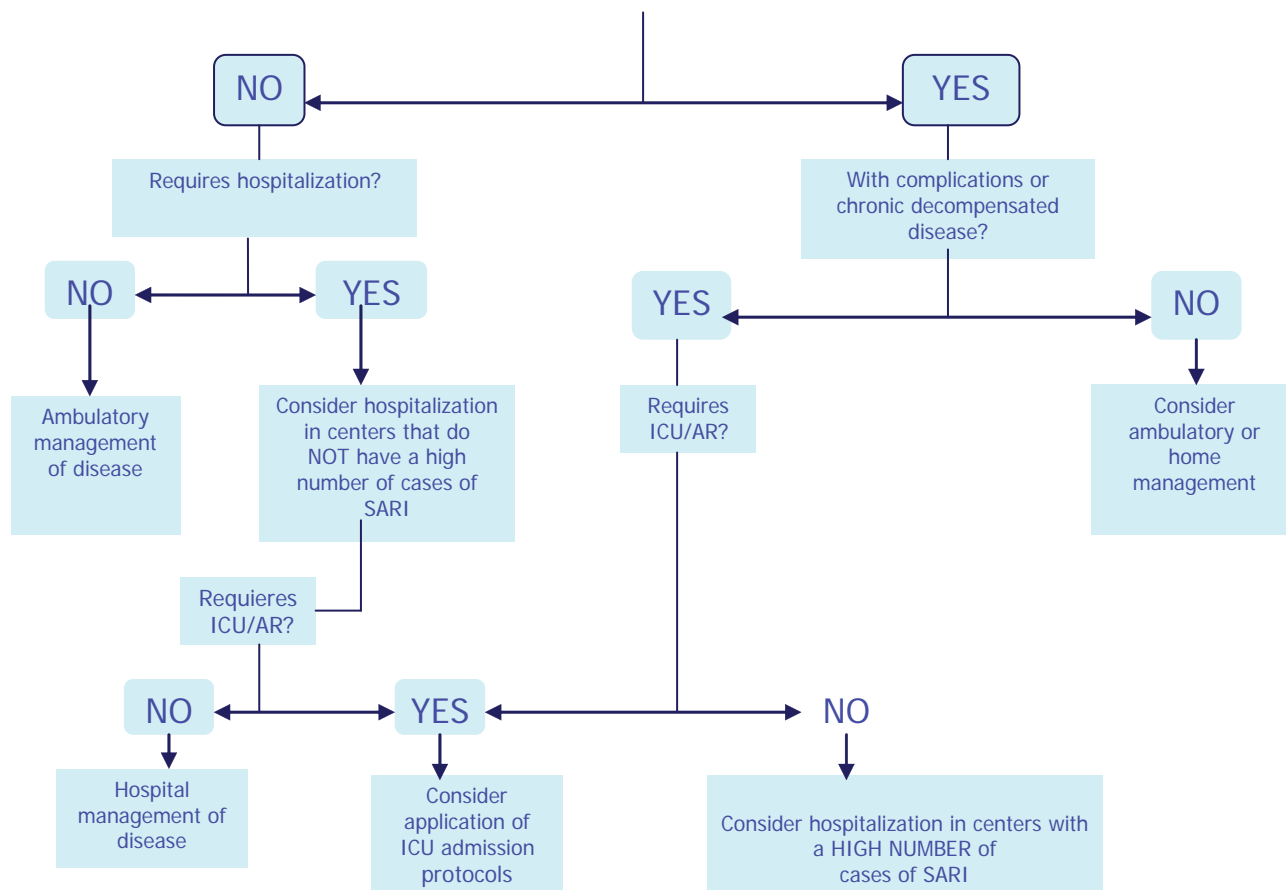 NO
YES
Requires hospitalization?
With complications or
chronic decompensated
disease?
NO
YES
YES
NO
Ambulatory
management
of disease
Consider hospitalization
in centers that do
NOT have a high
number of cases of
SARI
Requires
ICU/AR?
Consider
ambulatory or
home
management
Requieres
ICU/AR?
NO
YES
NO
Hospital
management of
disease
Consider
application of
ICU admission
protocols
Consider hospitalization in centers with
a HIGH NUMBER of
cases of SARI